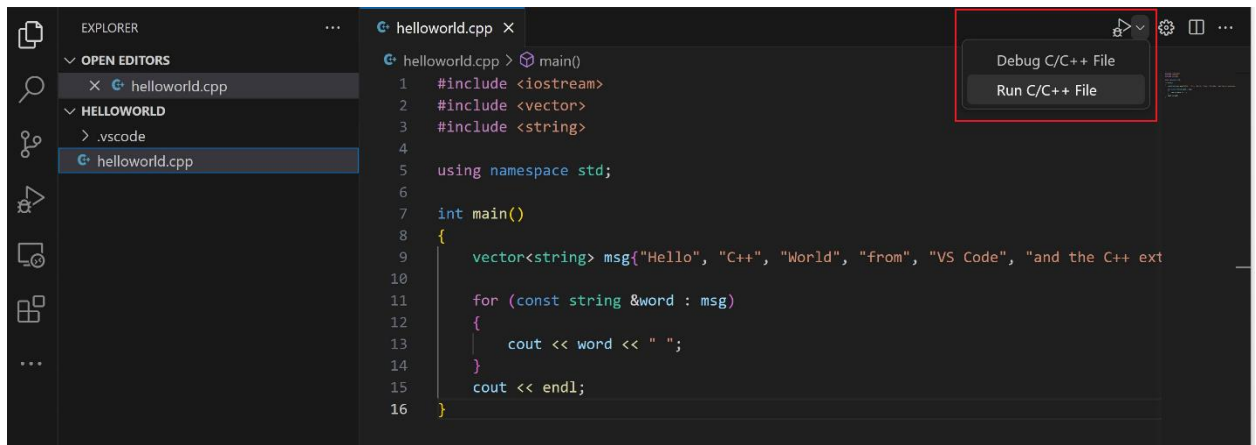 EXPLORER
OPEN EDITORS
helloworld.cpp
HELLOWORLD
.vscode
helloworld.cpp
helloworld.cpp
helloworld.cpp > main()
1 #include <iostream>
2 #include <vector>
3 #include <string>
4
5 using namespace std;
6
7 int main()
8 {
9 vector<string> msg{"Hello", "C++", "World", "from", "VS Code", "and the C++ ext
10
11 for (const string &word : msg)
12 {
13 cout << word << " ";
14 }
15 cout << endl;
16 }
Debug C/C++ File
Run C/C++ File